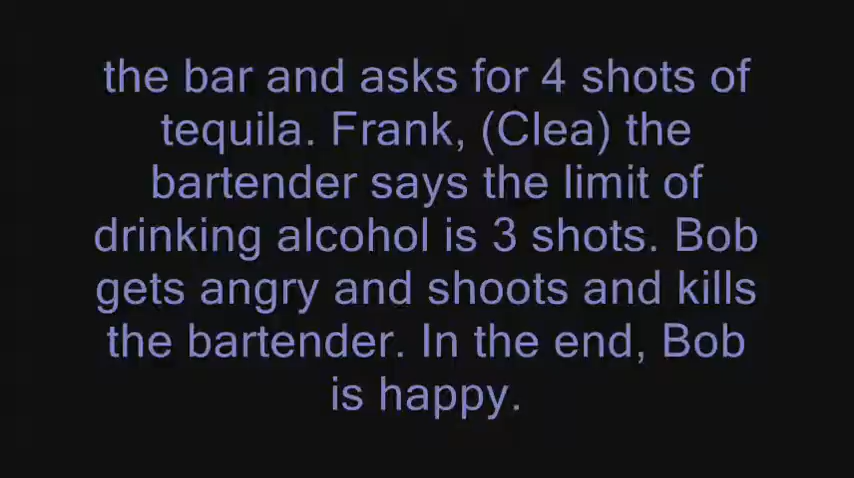 the bar and asks for 4 shots of
tequila. Frank, (Clea) the
bartender says the limit of
drinking alcohol is 3 shots. Bob
gets angry and shoots and kills
the bartender. In the end, Bob
is happy.